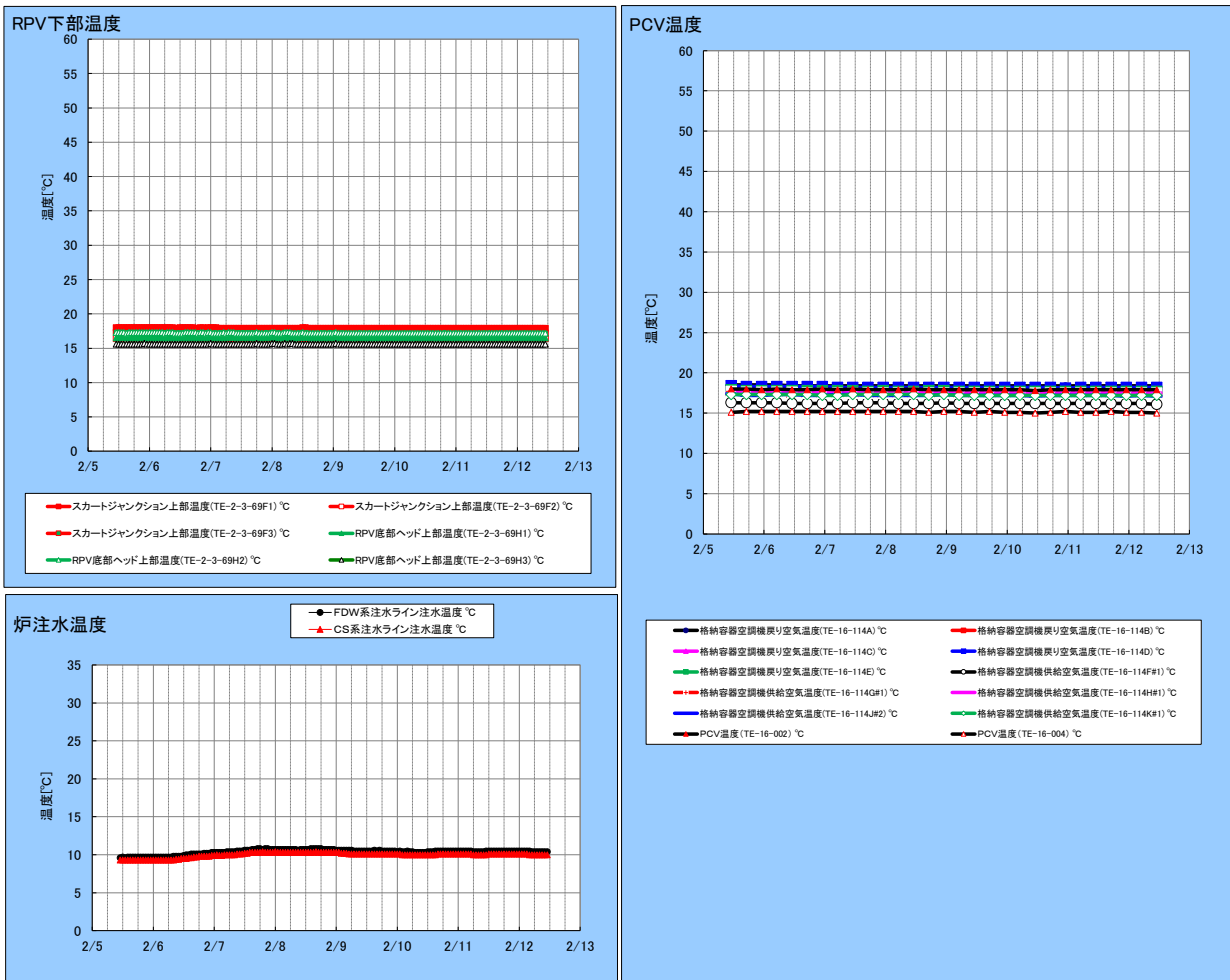 RPV下部温度
60
55
50
45
40
35
30
25
20
15
10
5
0
温度[℃]
2/5 2/6 2/7 2/8 2/9 2/10 2/11 2/12 2/13
スカートジャンクション上部温度(TE-2-3-69F1)℃ スカートジャンクション上部温度(TE-2-3-69F2)℃
スカートジャンクション上部温度(TE-2-3-69F3)℃ RPV底部ヘッド上部温度(TE-2-3-69H1)℃
RPV底部ヘッド上部温度(TE-2-3-69H2)℃ RPV底部ヘッド上部温度(TE-2-3-69H3)℃
炉注水温度
FDW系注水ライン注水温度 ℃
CS系注水ライン注水温度 ℃
35
30
25
20
15
10
5
0
温度[℃]
2/5 2/6 2/7 2/8 2/9 2/10 2/11 2/12 2/13
PCV温度
60
55
50
45
40
35
30
25
20
15
10
5
0
温度[℃]
2/5 2/6 2/7 2/8 2/9 2/10 2/11 2/12 2/13
格納容器空調機戻り空気温度(TE-16-114A)℃ 格納容器空調機戻り空気温度(TE-16-114B)℃
格納容器空調機戻り空気温度(TE-16-114C)℃ 格納容器空調機戻り空気温度(TE-16-114D)℃
格納容器空調機戻り空気温度(TE-16-114E)℃ 格納容器空調機供給空気温度(TE-16-114F#1)℃
格納容器空調機供給空気温度(TE-16-114G#1)℃ 格納容器空調機供給空気温度(TE-16-114H#1)℃
格納容器空調機供給空気温度(TE-16-114J#2)℃ 格納容器空調機供給空気温度(TE-16-114K#1)℃
PCV温度(TE-16-002)℃ PCV温度(TE-16-004)℃